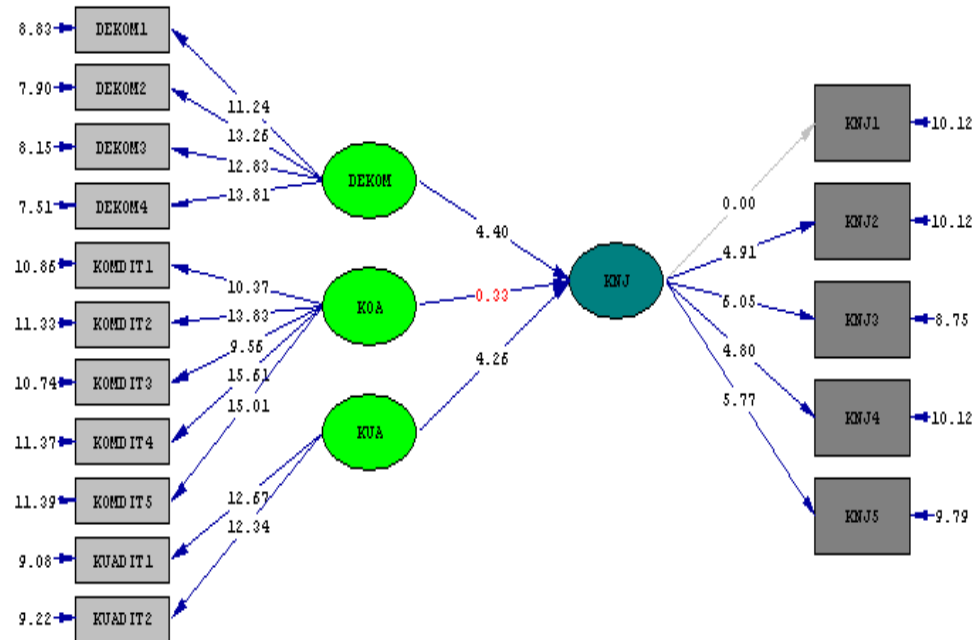 8.83 DEKOM1
7.90 DEKOM2
8.15 DEKOM3
7.51 DEKOM4
10.86 KOMDIT1
11.33 KOMDIT2
10.74 KOMDIT3
11.37 KOMDIT4
11.39 KOMDIT5
9.08 KUADIT1
9.22 KUADIT2
11.24
13.26
12.83
13.81
10.37
13.83
9.56
15.61
15.01
12.67
12.34
DEKOM
KOA
KUA
4.40
0.33
4.26
KNJ
0.00
4.91
6.05
4.80
5.77
KNJ1 10.12
KNJ2 10.12
KNJ3 8.75
KNJ4 10.12
KNJ5 9.79